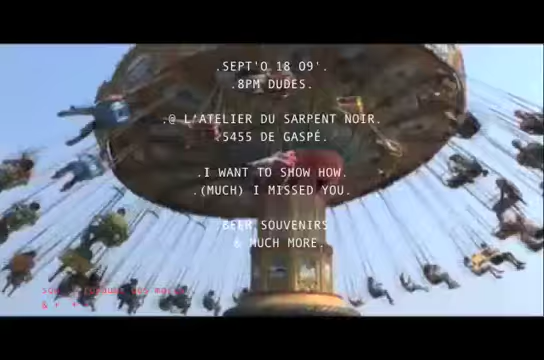 .SEPT'O 18 O9'.
.8PM DUDES.
.@ L'ATELIER DU SARPENT NOIR.
5455 DE GASPÉ.
.I WANT TO SHOW HOW.
.(MUCH) I MISSED YOU.
.BEER,SOUVENIRS
& MUCH MORE.
&